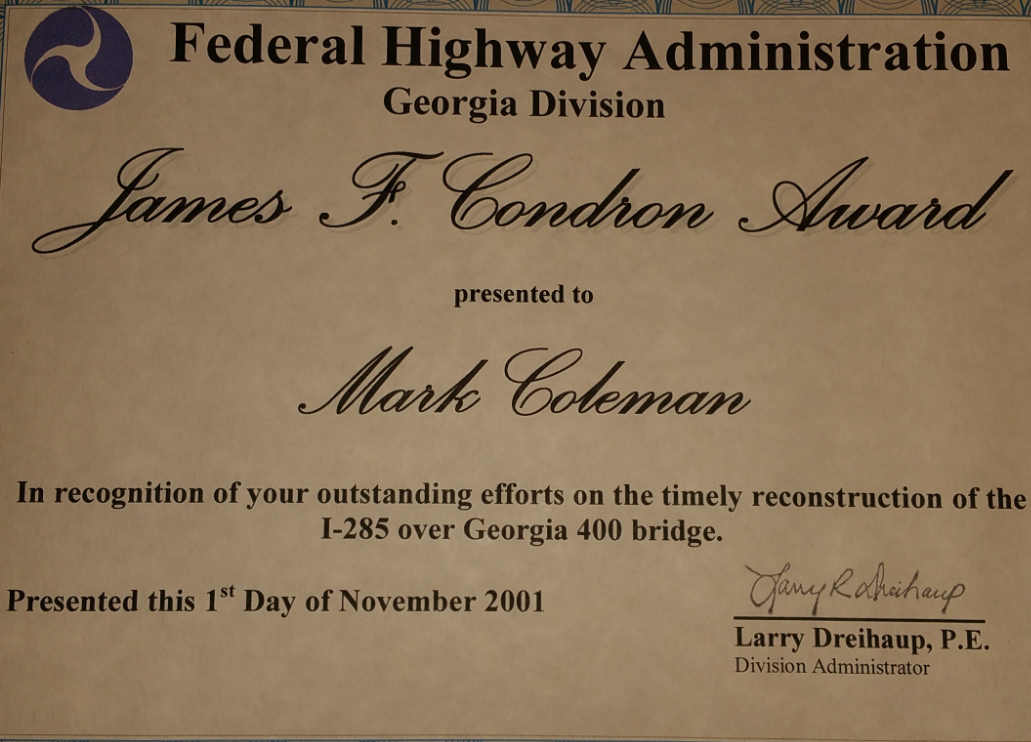 Federal Highway Administration
Georgia Division
James F. Condron Award
presented to
Mark Coleman
In recognition of your outstanding efforts on the timely reconstruction of the
I-285 over Georgia 400 bridge.
Presented this 1st Day of November 2001
Larry R Dreihaup
Larry Dreihaup, P.E.
Division Administrator